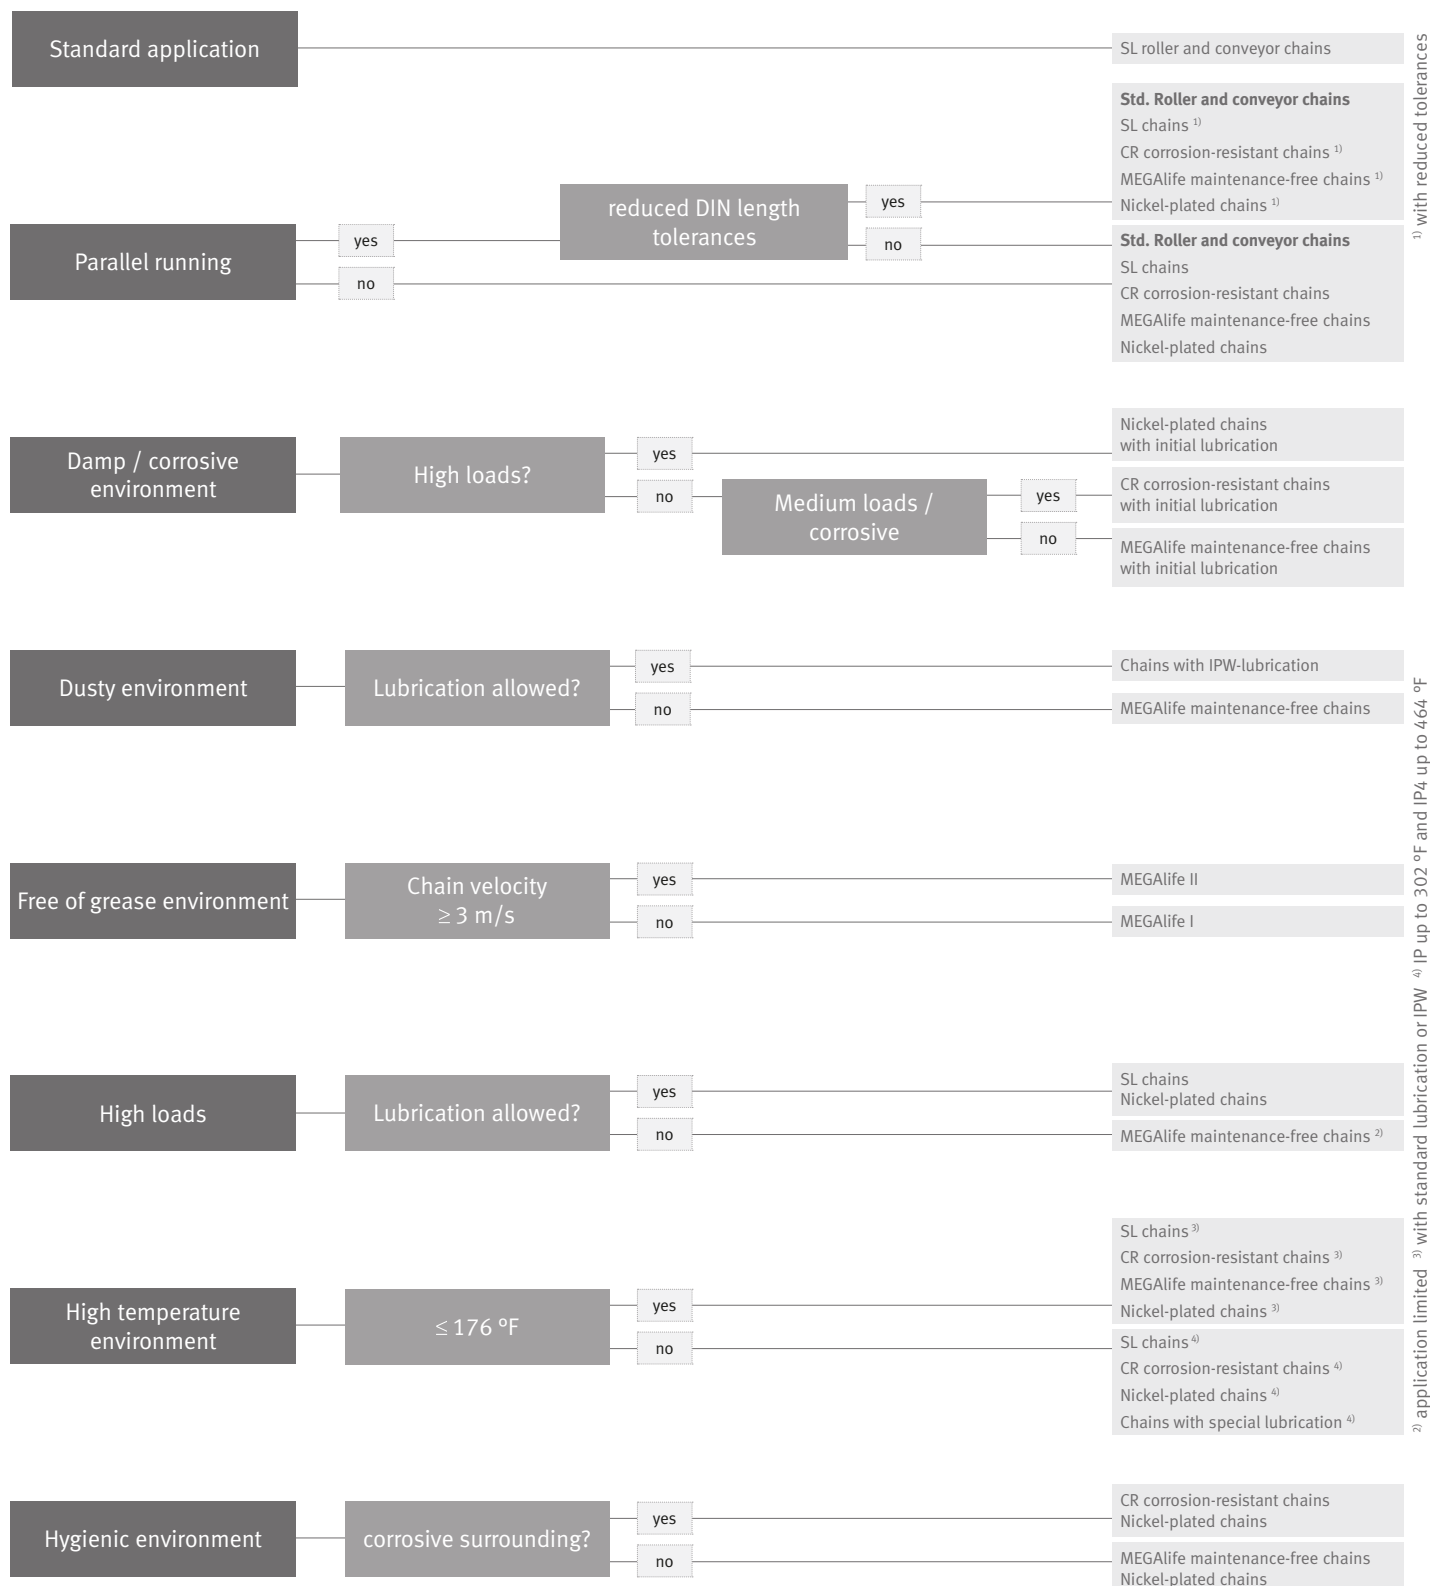 Standard application
SL roller and conveyor chains
Parallel running
yes
no
reduced DIN length
tolerances
yes
no
Std. Roller and conveyor chains
SL chains 1)
CR corrosion-resistant chains 1)
MEGAlife maintenance-free chains 1)
Nickel-plated chains 1)
Std. Roller and conveyor chains
SL chains
CR corrosion-resistant chains
MEGAlife maintenance-free chains
Nickel-plated chains
1) with reduced tolerances
Damp / corrosive
environment
High loads?
yes
no
Medium loads /
corrosive
yes
no
Nickel-plated chains
with initial lubrication
CR corrosion-resistant chains
with initial lubrication
MEGAlife maintenance-free chains
with initial lubrication
Dusty environment
Lubrication allowed?
yes
no
Chains with IPW-lubrication
MEGAlife maintenance-free chains
Free of grease environment
Chain velocity
≥ 3 m/s
yes
no
MEGAlife II
MEGAlife I
High loads
Lubrication allowed?
yes
no
SL chains
Nickel-plated chains
MEGAlife maintenance-free chains 2)
High temperature
environment
≤ 176 °F
yes
no
SL chains 3)
CR corrosion-resistant chains 3)
MEGAlife maintenance-free chains 3)
Nickel-plated chains 3)
SL chains 4)
CR corrosion-resistant chains 4)
Nickel-plated chains 4)
Chains with special lubrication 4)
Hygienic environment
corrosive surrounding?
yes
no
CR corrosion-resistant chains
Nickel-plated chains
MEGAlife maintenance-free chains
Nickel-plated chains
2) application limited 3) with standard lubrication or IPW 4) IP up to 302 °F and IP4 up to 464 °F